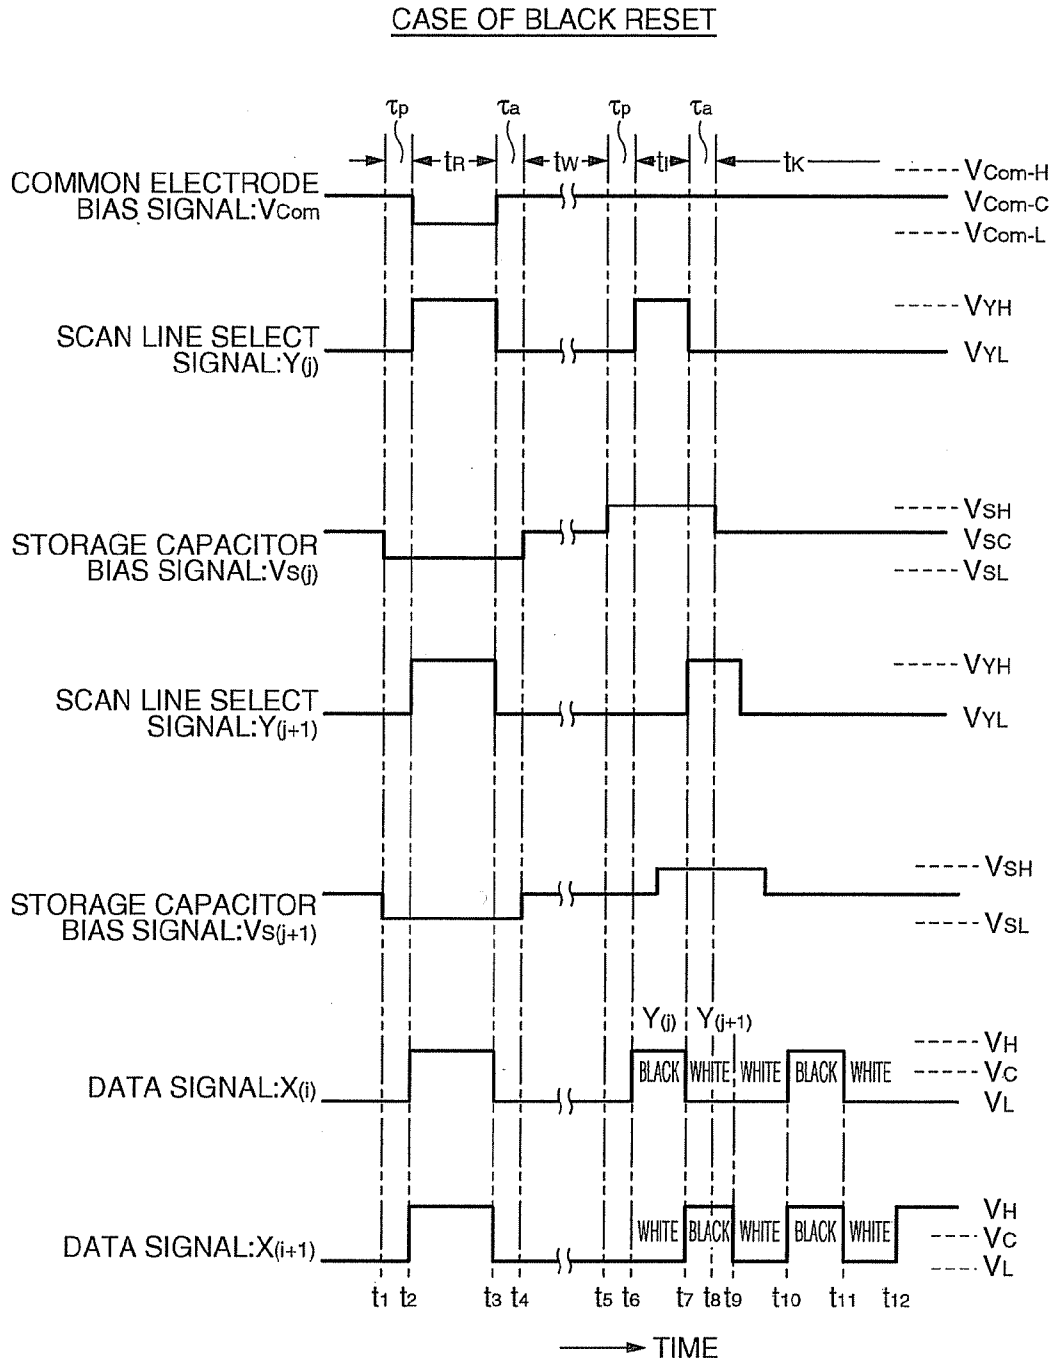 CASE OF BLACK RESET
τp τa τp τa
tR tW tI tK
VCom-H
COMMON ELECTRODE
BIAS SIGNAL:VCom
VCom-C
VCom-L
VYH
SCAN LINE SELECT
SIGNAL:Y(j)
VYL
VSH
STORAGE CAPACITOR
BIAS SIGNAL:VS(j)
VSC
VSL
VYH
SCAN LINE SELECT
SIGNAL:Y(j+1)
VYL
VSH
STORAGE CAPACITOR
BIAS SIGNAL:VS(j+1)
VSL
Y(j) Y(j+1)
VH
DATA SIGNAL:X(i)
BLACK WHITE WHITE BLACK WHITE
VC
VL
VH
DATA SIGNAL:X(i+1)
WHITE BLACK WHITE BLACK WHITE
VC
VL
t1 t2 t3 t4 t5 t6 t7 t8 t9 t10 t11 t12
TIME